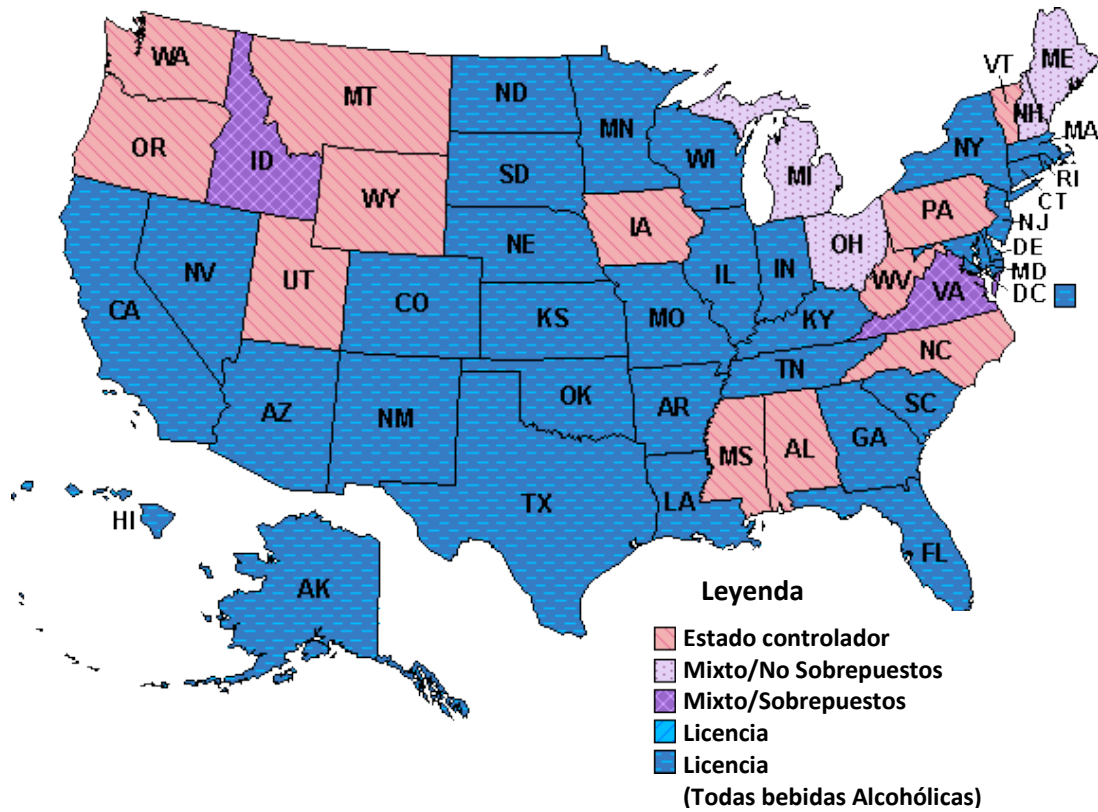 WA
MT
ND
MN
VT
ME
NH
MA
OR
ID
SD
WI
NY
RI
WY
MI
CT
NE
IA
PA
NJ
NV
UT
OH
DE
IL
IN
WV
MD
CA
CO
KS
MO
VA
DC
KY
NC
TN
AZ
NM
OK
AR
SC
MS
AL
GA
TX
LA
HI
FL
AK
Leyenda
Estado controlador
Mixto/No Sobrepuestos
Mixto/Sobrepuestos
Licencia
Licencia
(Todas bebidas Alcohólicas)